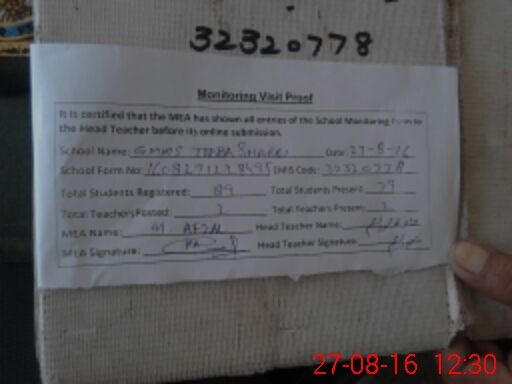 32320778
Monitoring Visit Proof
It is certified that the MEA has shown all entries of the School Monitoring Form to
the Head Teacher before its online submission.
School Name: GMPS TIBBA Date: 27-8-16
School Form No: EMIS Code: 32320778
Total Students Registered: 89 Total Students Present:
Total Teachers Posted: 2 Total Teachers Present: 2
MEA Name: M AFZAL Head Teacher Name:
MEA Signature: Head Teacher Signature:
27-08-16 12:30